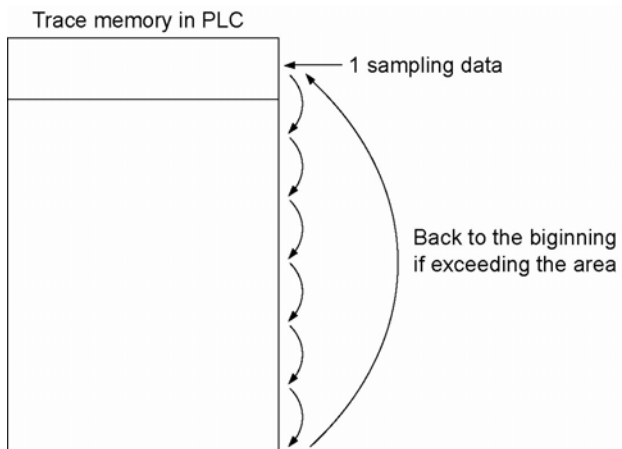 Trace memory in PLC
1 sampling data
Back to the biginning
if exceeding the area